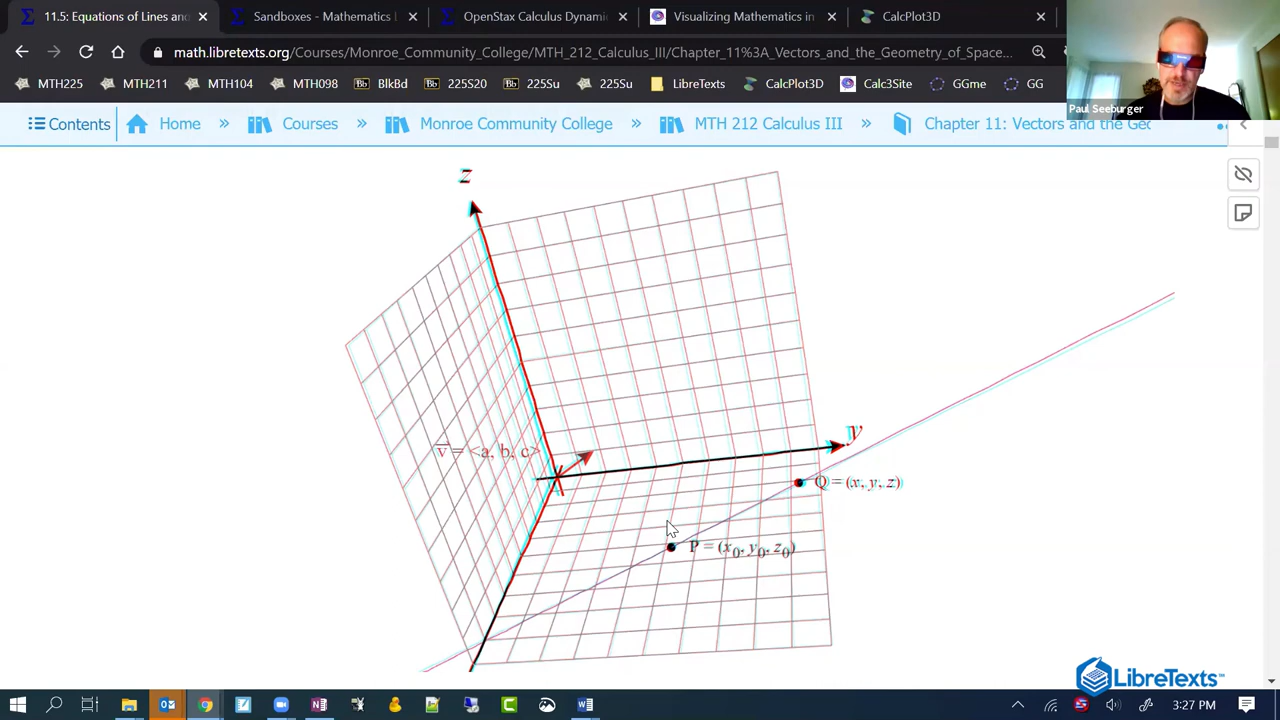 11.5: Equations of Lines and
Sandboxes - Mathematics
OpenStax Calculus Dynami
Visualizing Mathematics in
CalcPlot3D
math.libretexts.org/Courses/Monroe_Community_College/MTH_212_Calculus_III/Chapter_11%3A_Vectors_and_the_Geometry_of_Space...
MTH225
MTH211
MTH104
MTH098
BlkBd
225Su
225Su
LibreTexts
CalcPlot3D
Calc3Site
GGme
GG
Paul Seeburger
Contents
Home » Courses » Monroe Community College » MTH 212 Calculus III » Chapter 11: Vectors and the Geo
z
y
v = <a, b, c>
Q = (x, y, z)
P = (x₀, y₀, z₀)
LibreTexts™
3:27 PM